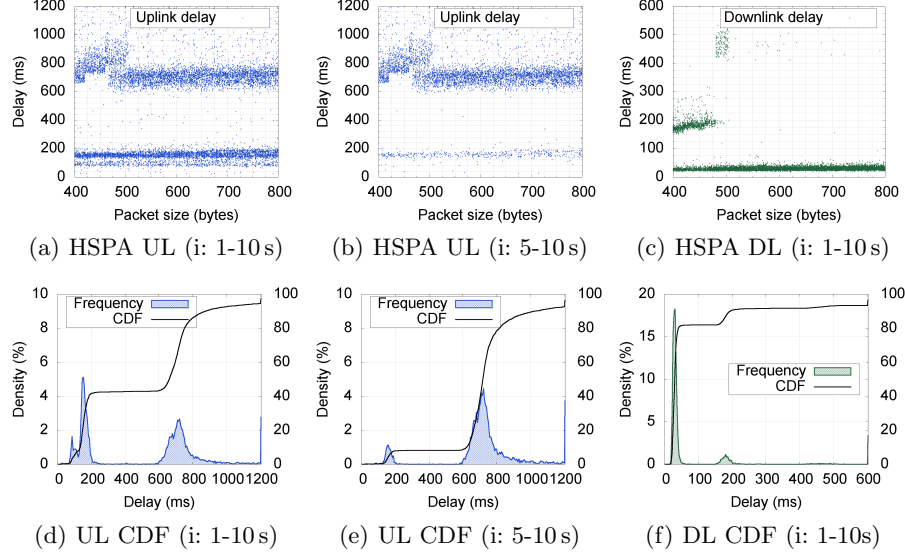 Uplink delay
1200
1000
800
600
400
200
0
Delay (ms)
400 500 600 700 800
Packet size (bytes)
(a) HSPA UL (i: 1-10 s)
Uplink delay
1200
1000
800
600
400
200
0
Delay (ms)
400 500 600 700 800
Packet size (bytes)
(b) HSPA UL (i: 5-10 s)
Downlink delay
600
500
400
300
200
100
0
Delay (ms)
400 500 600 700 800
Packet size (bytes)
(c) HSPA DL (i: 1-10 s)
Frequency
CDF
10
8
6
4
2
0
Density (%)
100
80
60
40
20
0
0 200 400 600 800 1000 1200
Delay (ms)
(d) UL CDF (i: 1-10 s)
Frequency
CDF
10
8
6
4
2
0
Density (%)
100
80
60
40
20
0
0 200 400 600 800 1000 1200
Delay (ms)
(e) UL CDF (i: 5-10 s)
Frequency
CDF
20
15
10
5
0
Density (%)
100
80
60
40
20
0
0 100 200 300 400 500 600
Delay (ms)
(f) DL CDF (i: 1-10s)